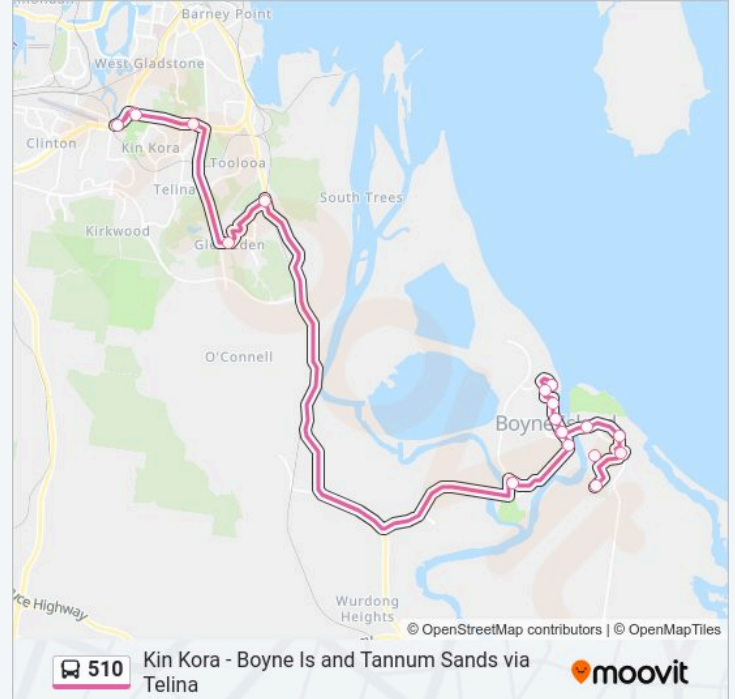 Barney Point
West Gladstone
Clinton
Kin Kora
Toolooa
Telina
South Trees
Kirkwood
O'Connell
Boyne Island
yce Highway
Wurdong
Heights
© OpenStreetMap contributors | © OpenMapTiles
510
Kin Kora - Boyne Is and Tannum Sands via
Telina
moovit